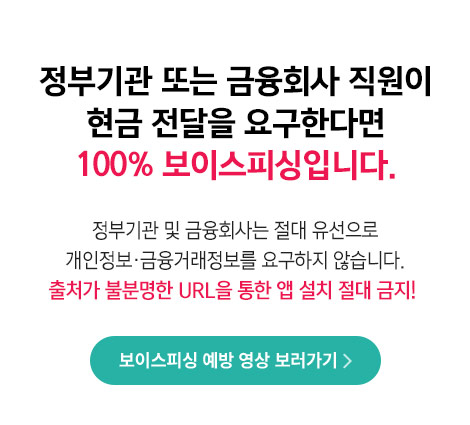 정부기관 또는 금융회사 직원이
현금 전달을 요구한다면
100% 보이스피싱입니다.
정부기관 및 금융회사는 절대 유선으로
개인정보·금융거래정보를 요구하지 않습니다.
출처가 불분명한 URL을 통한 앱 설치 절대 금지!
보이스피싱 예방 영상 보러가기 >